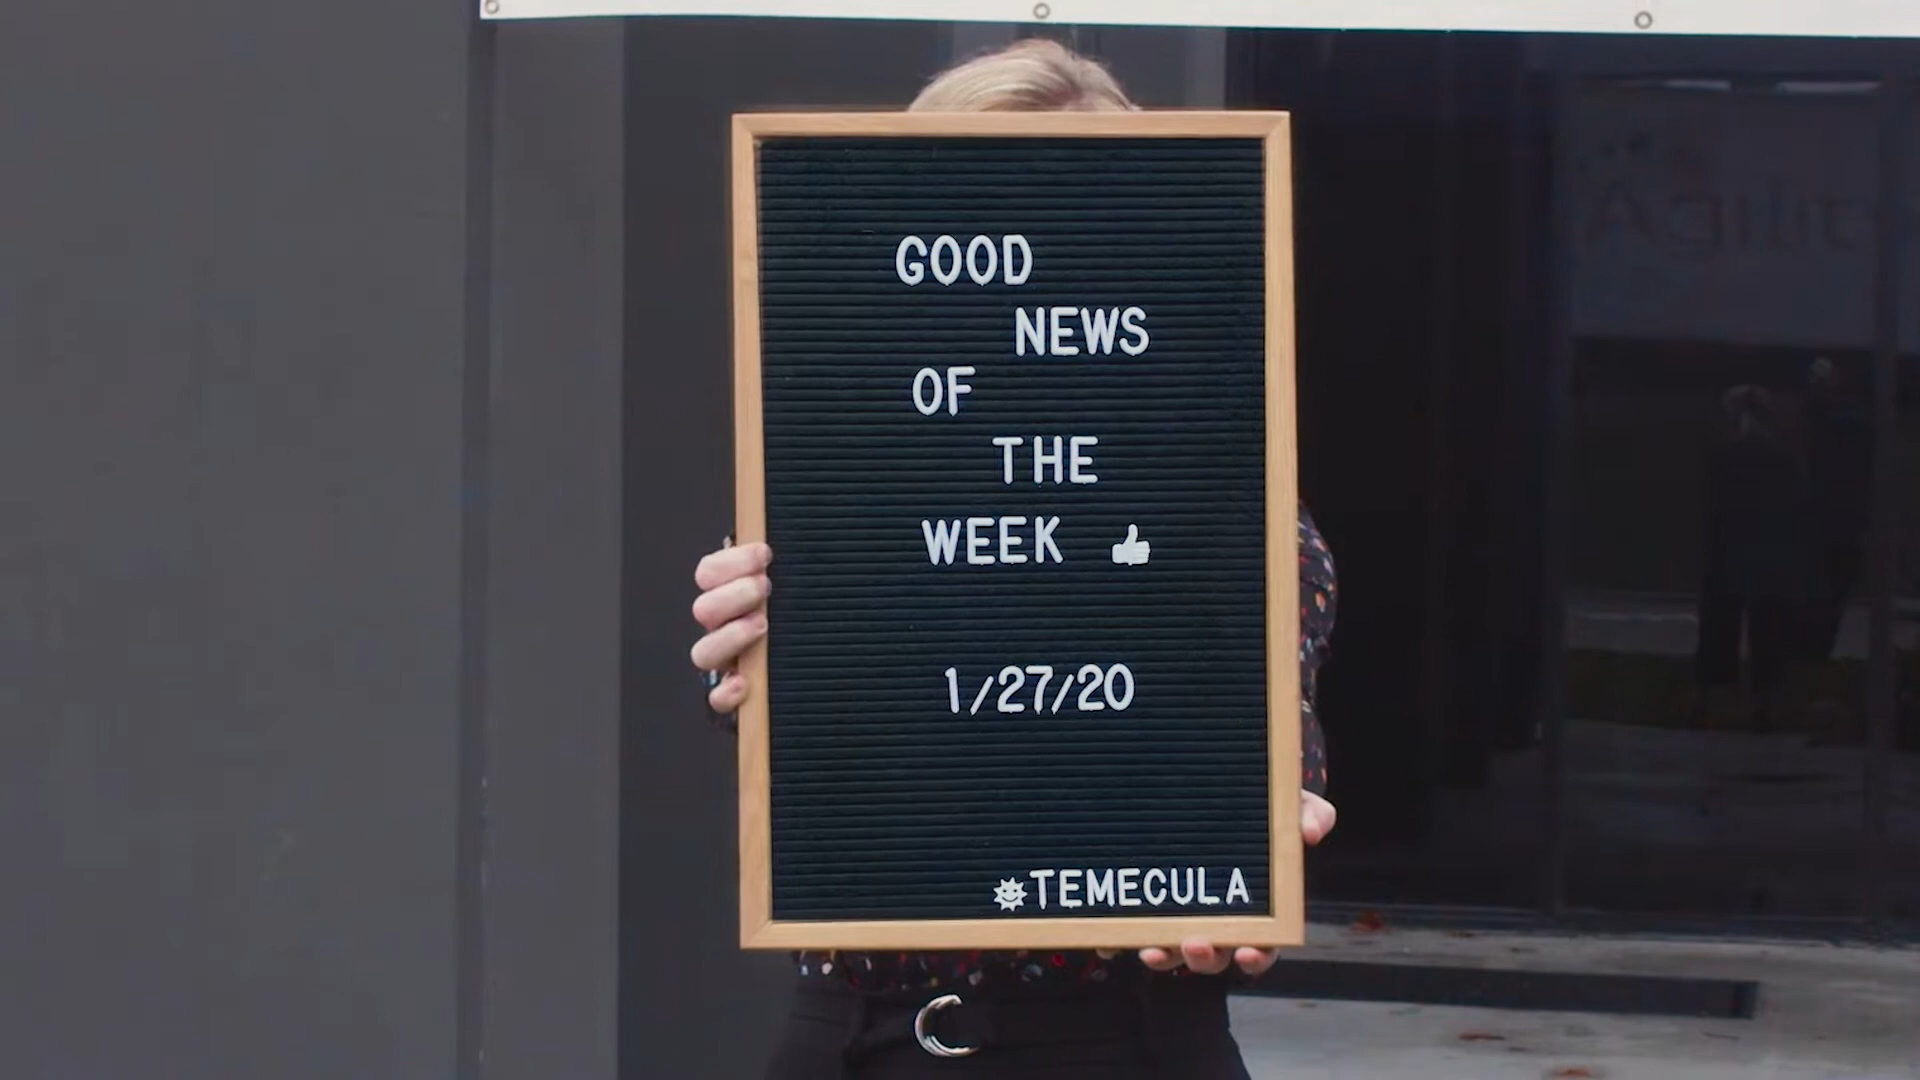 GOOD
NEWS
OF
THE
WEEK 👍
1/27/20
TEMECULA